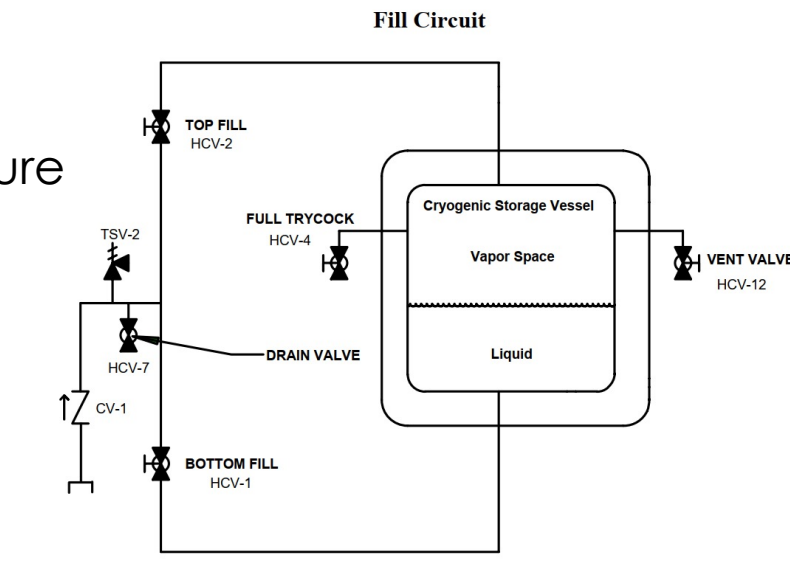 Fill Circuit
ure
TOP FILL
HCV-2
TSV-2
FULL TRYCOCK
HCV-4
Cryogenic Storage Vessel
Vapor Space
VENT VALVE
HCV-12
DRAIN VALVE
HCV-7
Liquid
CV-1
BOTTOM FILL
HCV-1